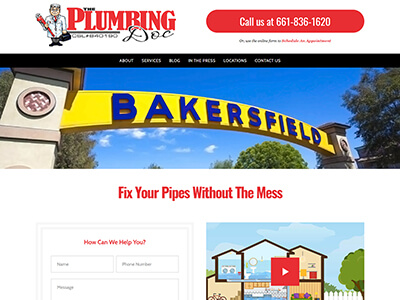 THE
PLUMBING
Doc
CSL#840190
Call us at 661-836-1620
Or, use the online form to Schedule An Appointment
ABOUT SERVICES BLOG IN THE PRESS LOCATIONS CONTACT US
BAKERSFIELD
Fix Your Pipes Without The Mess
How Can We Help You?
Name
Phone Number
Message